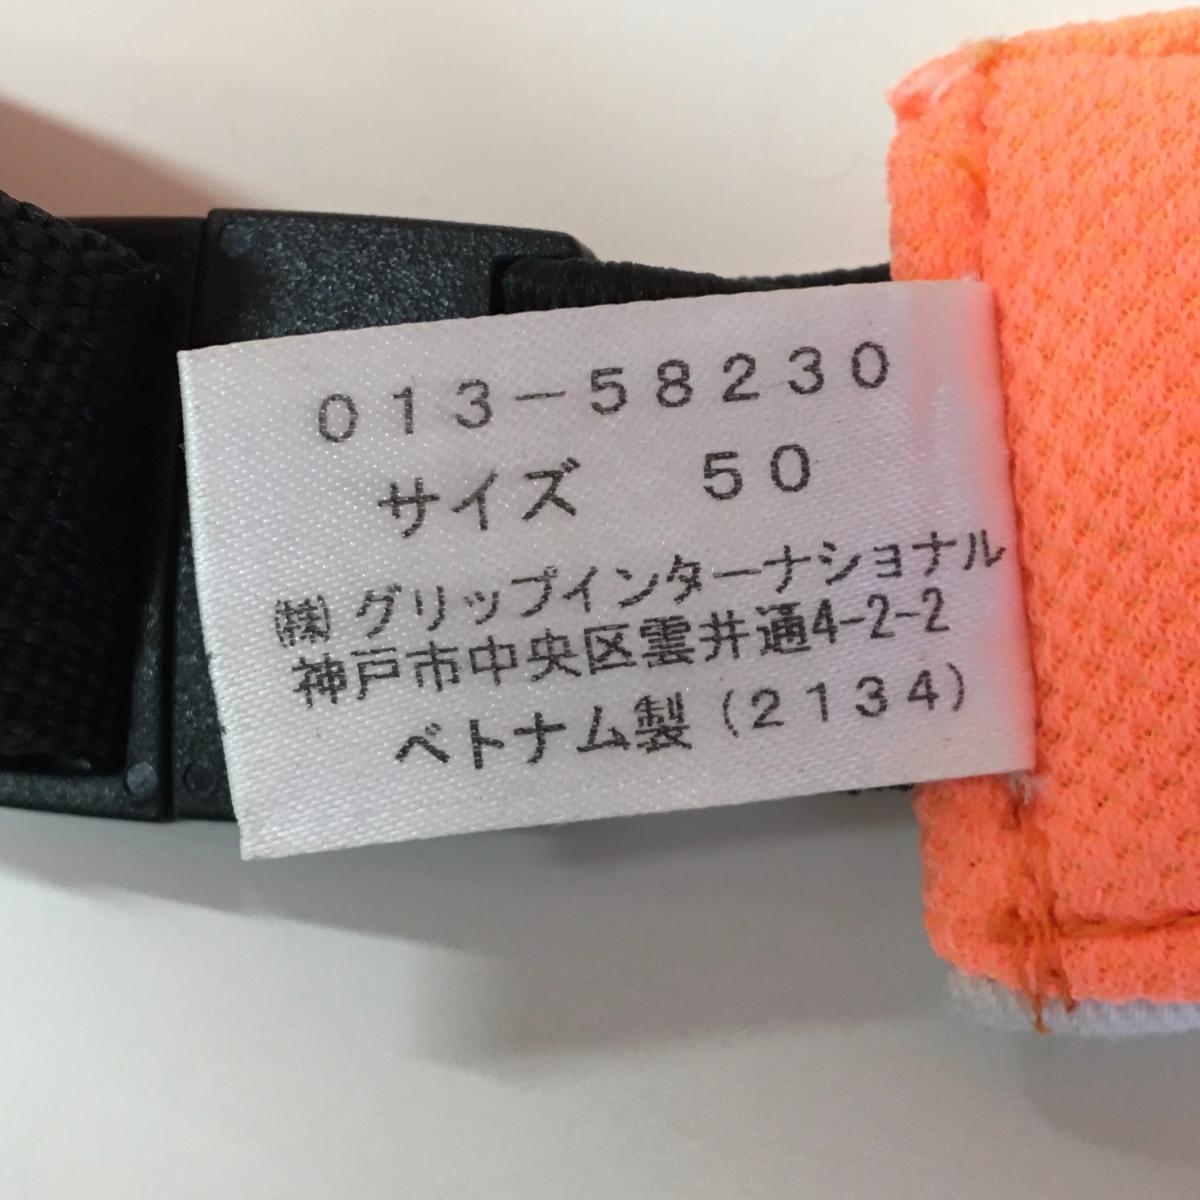 013-58230
サイズ 50
㈱グリップインターナショナル
神戸市中央区雲井通4-2-2
ベトナム製(2134)